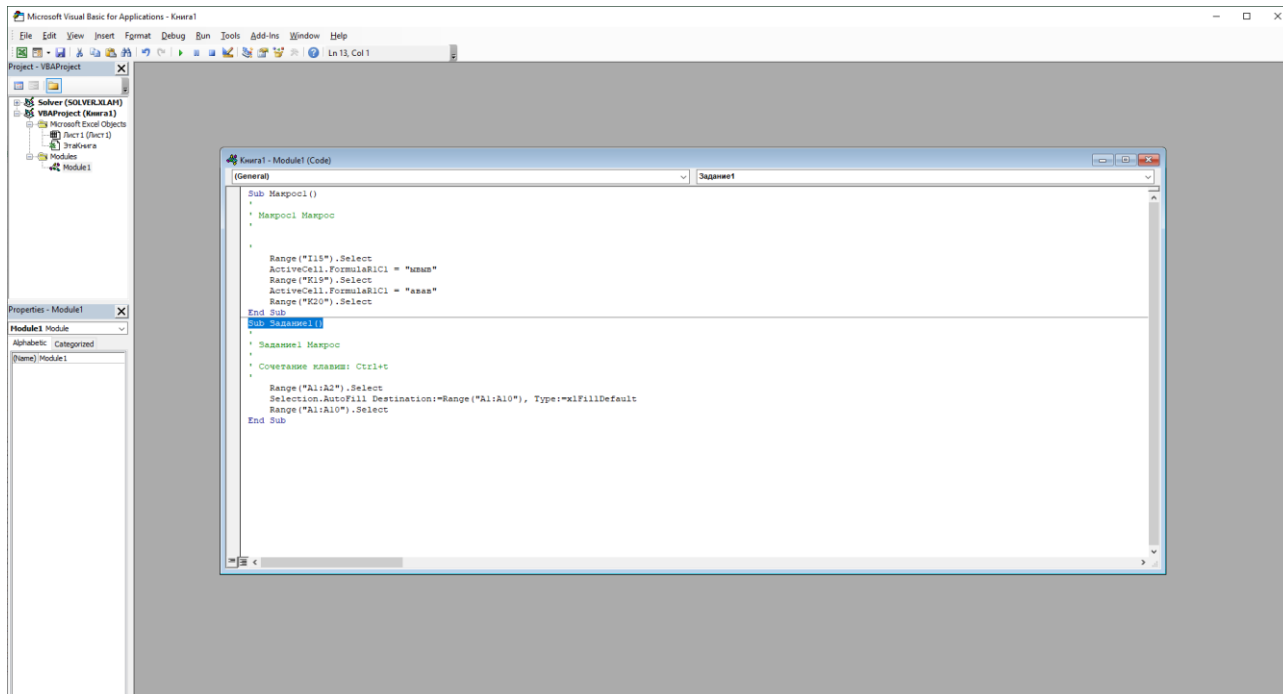 Microsoft Visual Basic for Applications - Книга1
File Edit View Insert Format Debug Run Tools Add-Ins Window Help
Ln 13, Col 1
Project - VBAProject
Solver (SOLVER.XLAM)
VBAProject (Книга1)
Microsoft Excel Objects
Лист1 (Лист1)
ЭтаКнига
Modules
Module1
Properties - Module1
Module1 Module
Alphabetic Categorized
(Name) Module1
Книга1 - Module1 (Code)
(General) Задание1
Sub Макрос1()
'
' Макрос1 Макрос
'
'
Range("I15").Select
ActiveCell.FormulaR1C1 = "ывыв"
Range("K19").Select
ActiveCell.FormulaR1C1 = "авав"
Range("K20").Select
End Sub
Sub Задание1()
'
' Задание1 Макрос
'
' Сочетание клавиш: Ctrl+t
'
Range("A1:A2").Select
Selection.AutoFill Destination:=Range("A1:A10"), Type:=xlFillDefault
Range("A1:A10").Select
End Sub